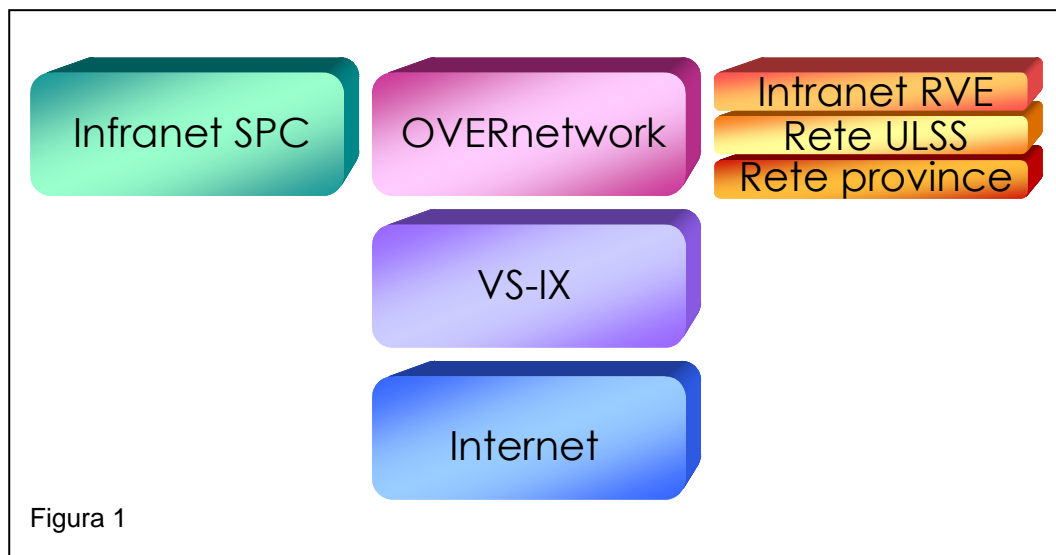 Infranet SPC
OVERnetwork
Intranet RVE
Rete ULSS
Rete province
VS-IX
Internet
Figura 1